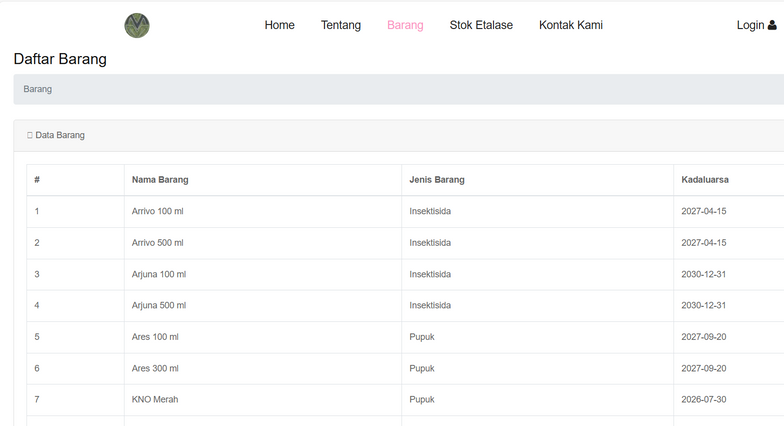 Home Tentang Barang Stok Etalase Kontak Kami Login
Daftar Barang
Barang
Data Barang
# Nama Barang Jenis Barang Kadaluarsa
1 Arrivo 100 ml Insektisida 2027-04-15
2 Arrivo 500 ml Insektisida 2027-04-15
3 Arjuna 100 ml Insektisida 2030-12-31
4 Arjuna 500 ml Insektisida 2030-12-31
5 Ares 100 ml Pupuk 2027-09-20
6 Ares 300 ml Pupuk 2027-09-20
7 KNO Merah Pupuk 2026-07-30